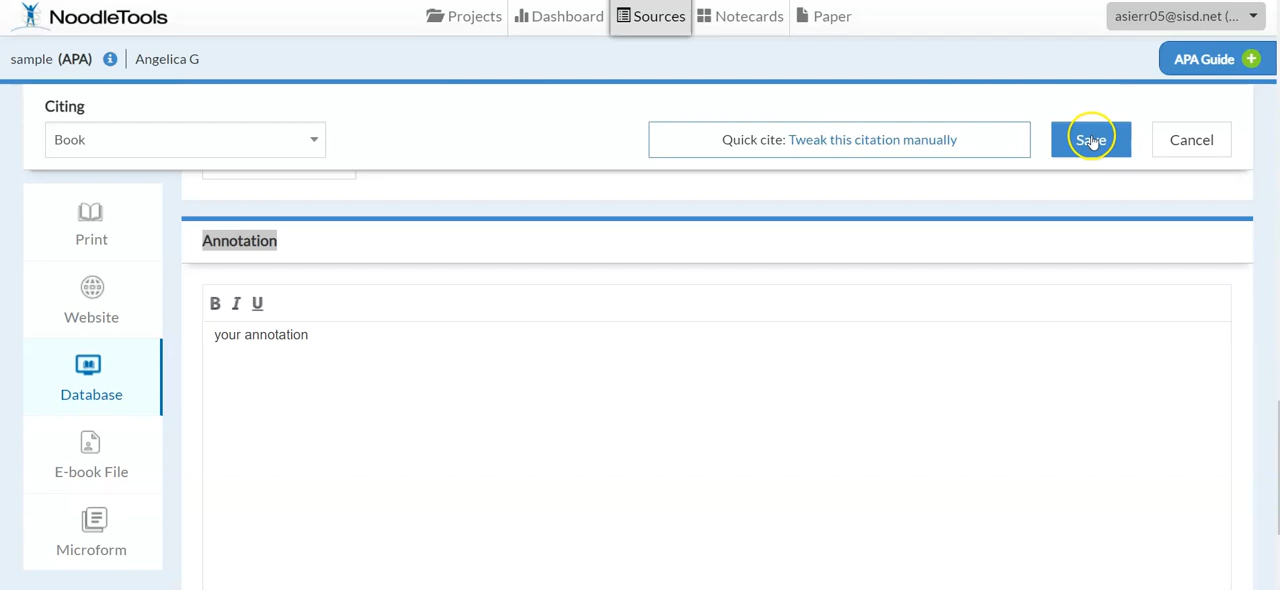 NoodleTools
Projects
Dashboard
Sources
Notecards
Paper
asierr05@sisd.net (...
sample (APA)
Angelica G
APA Guide
Citing
Book
Quick cite: Tweak this citation manually
Save
Cancel
Print
Website
Database
E-book File
Microform
Annotation
B I U
your annotation